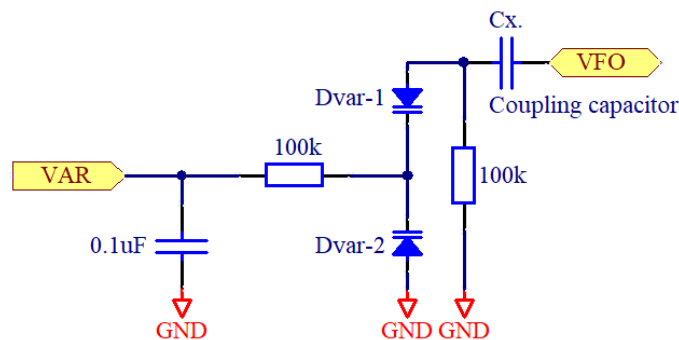 Cx.
VFO
Dvar-1
Coupling capacitor
100k
VAR
100k
0.1uF
Dvar-2
GND
GND
GND